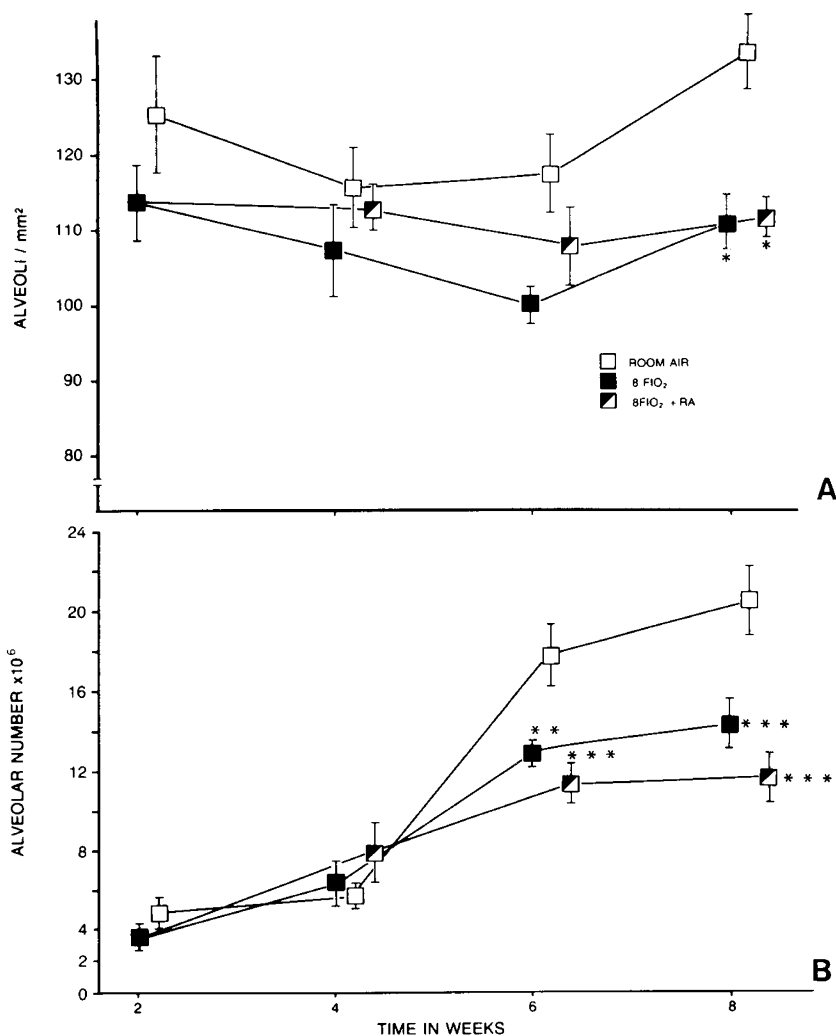 130
120
110
100
90
80
ALVEOLI / mm²
ROOM AIR
8 FIO₂
8FIO₂ + RA
* *
A
24
20
16
12
8
4
2
0
ALVEOLAR NUMBER x10⁶
* *
* * *
* * *
* * *
B
2 4 6 8
TIME IN WEEKS